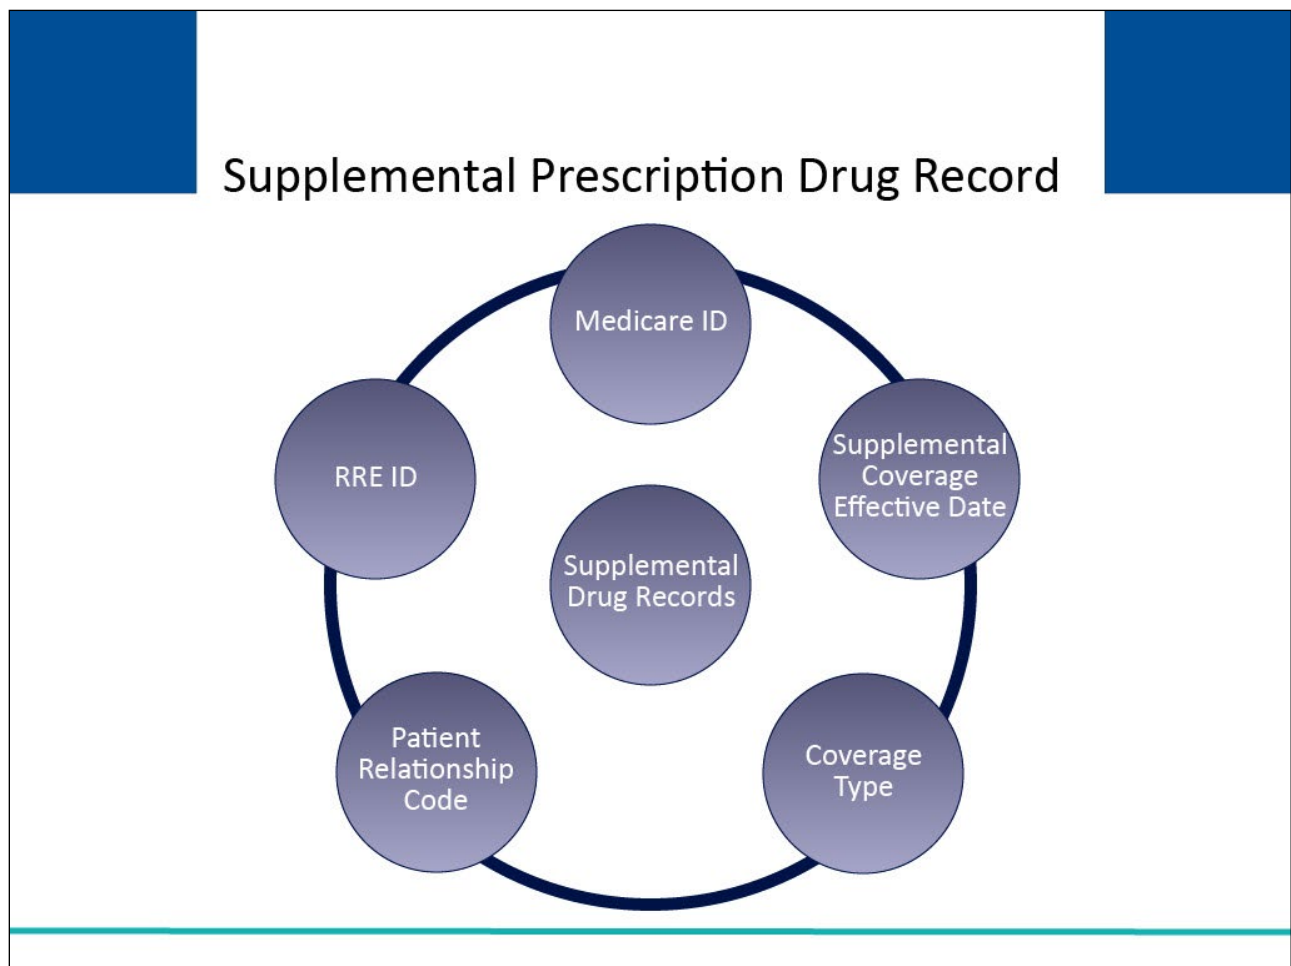 Supplemental Prescription Drug Record
Medicare ID
Supplemental
Coverage
Effective Date
Coverage
Type
Patient
Relationship
Code
RRE ID
Supplemental
Drug Records